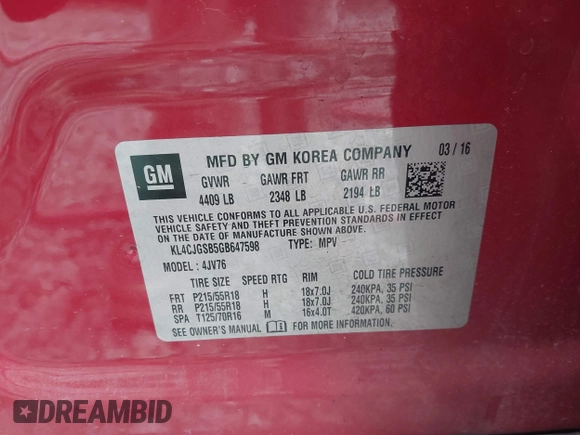 GM
MFD BY GM KOREA COMPANY 03 / 16
GVWR GAWR FRT GAWR RR
4409 LB 2348 LB 2194 LB
THIS VEHICLE CONFORMS TO ALL APPLICABLE U.S. FEDERAL MOTOR
VEHICLE SAFETY AND THEFT PREVENTION STANDARDS IN EFFECT
ON THE DATE OF MANUFACTURE SHOWN ABOVE.
KL4CJGSB5GB647598 TYPE: MPV
MODEL : 4JV76
TIRE SIZE SPEED RTG RIM COLD TIRE PRESSURE
FRT P215/55R18 H 18x7.0J 240KPA, 35 PSI
RR P215/55R18 H 18x7.0J 240KPA, 35 PSI
SPA T125/70R16 M 16x4.0T 420KPA, 60 PSI
SEE OWNER'S MANUAL FOR MORE INFORMATION.
DREAMBID